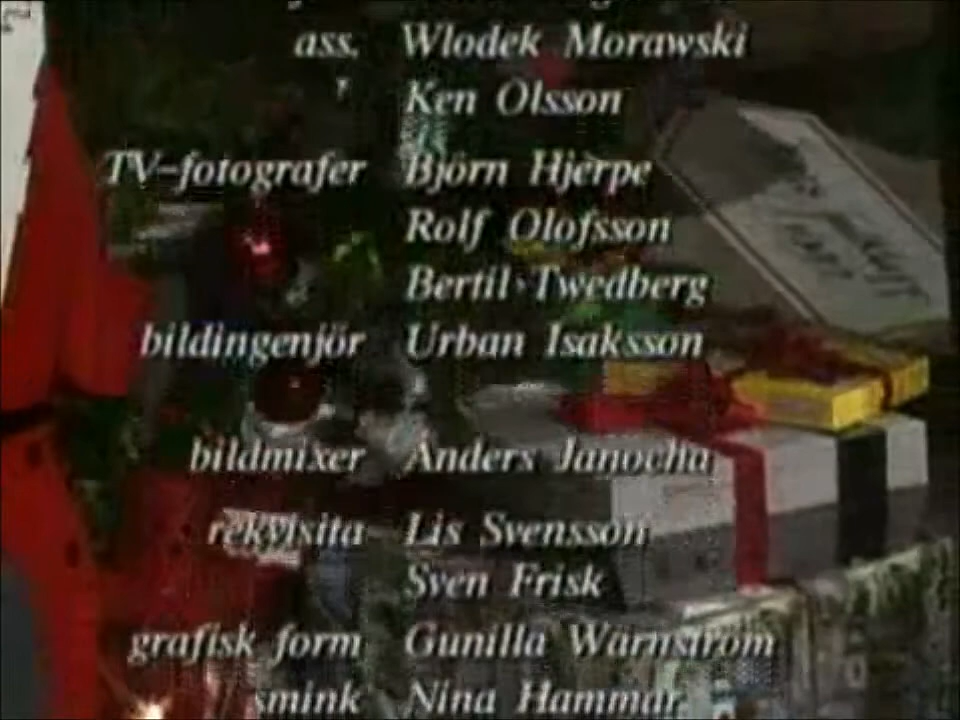 ass. Wlodek Morawski
" Ken Olsson
TV-fotografer Björn Hjerpe
Rolf Olofsson
Bertil Twedberg
bildingenjör Urban Isaksson
bildmixer Anders Janocha
rekvisita Lis Svensson
Sven Frisk
grafisk form Gunilla Wärnström
smink Nina Hammar